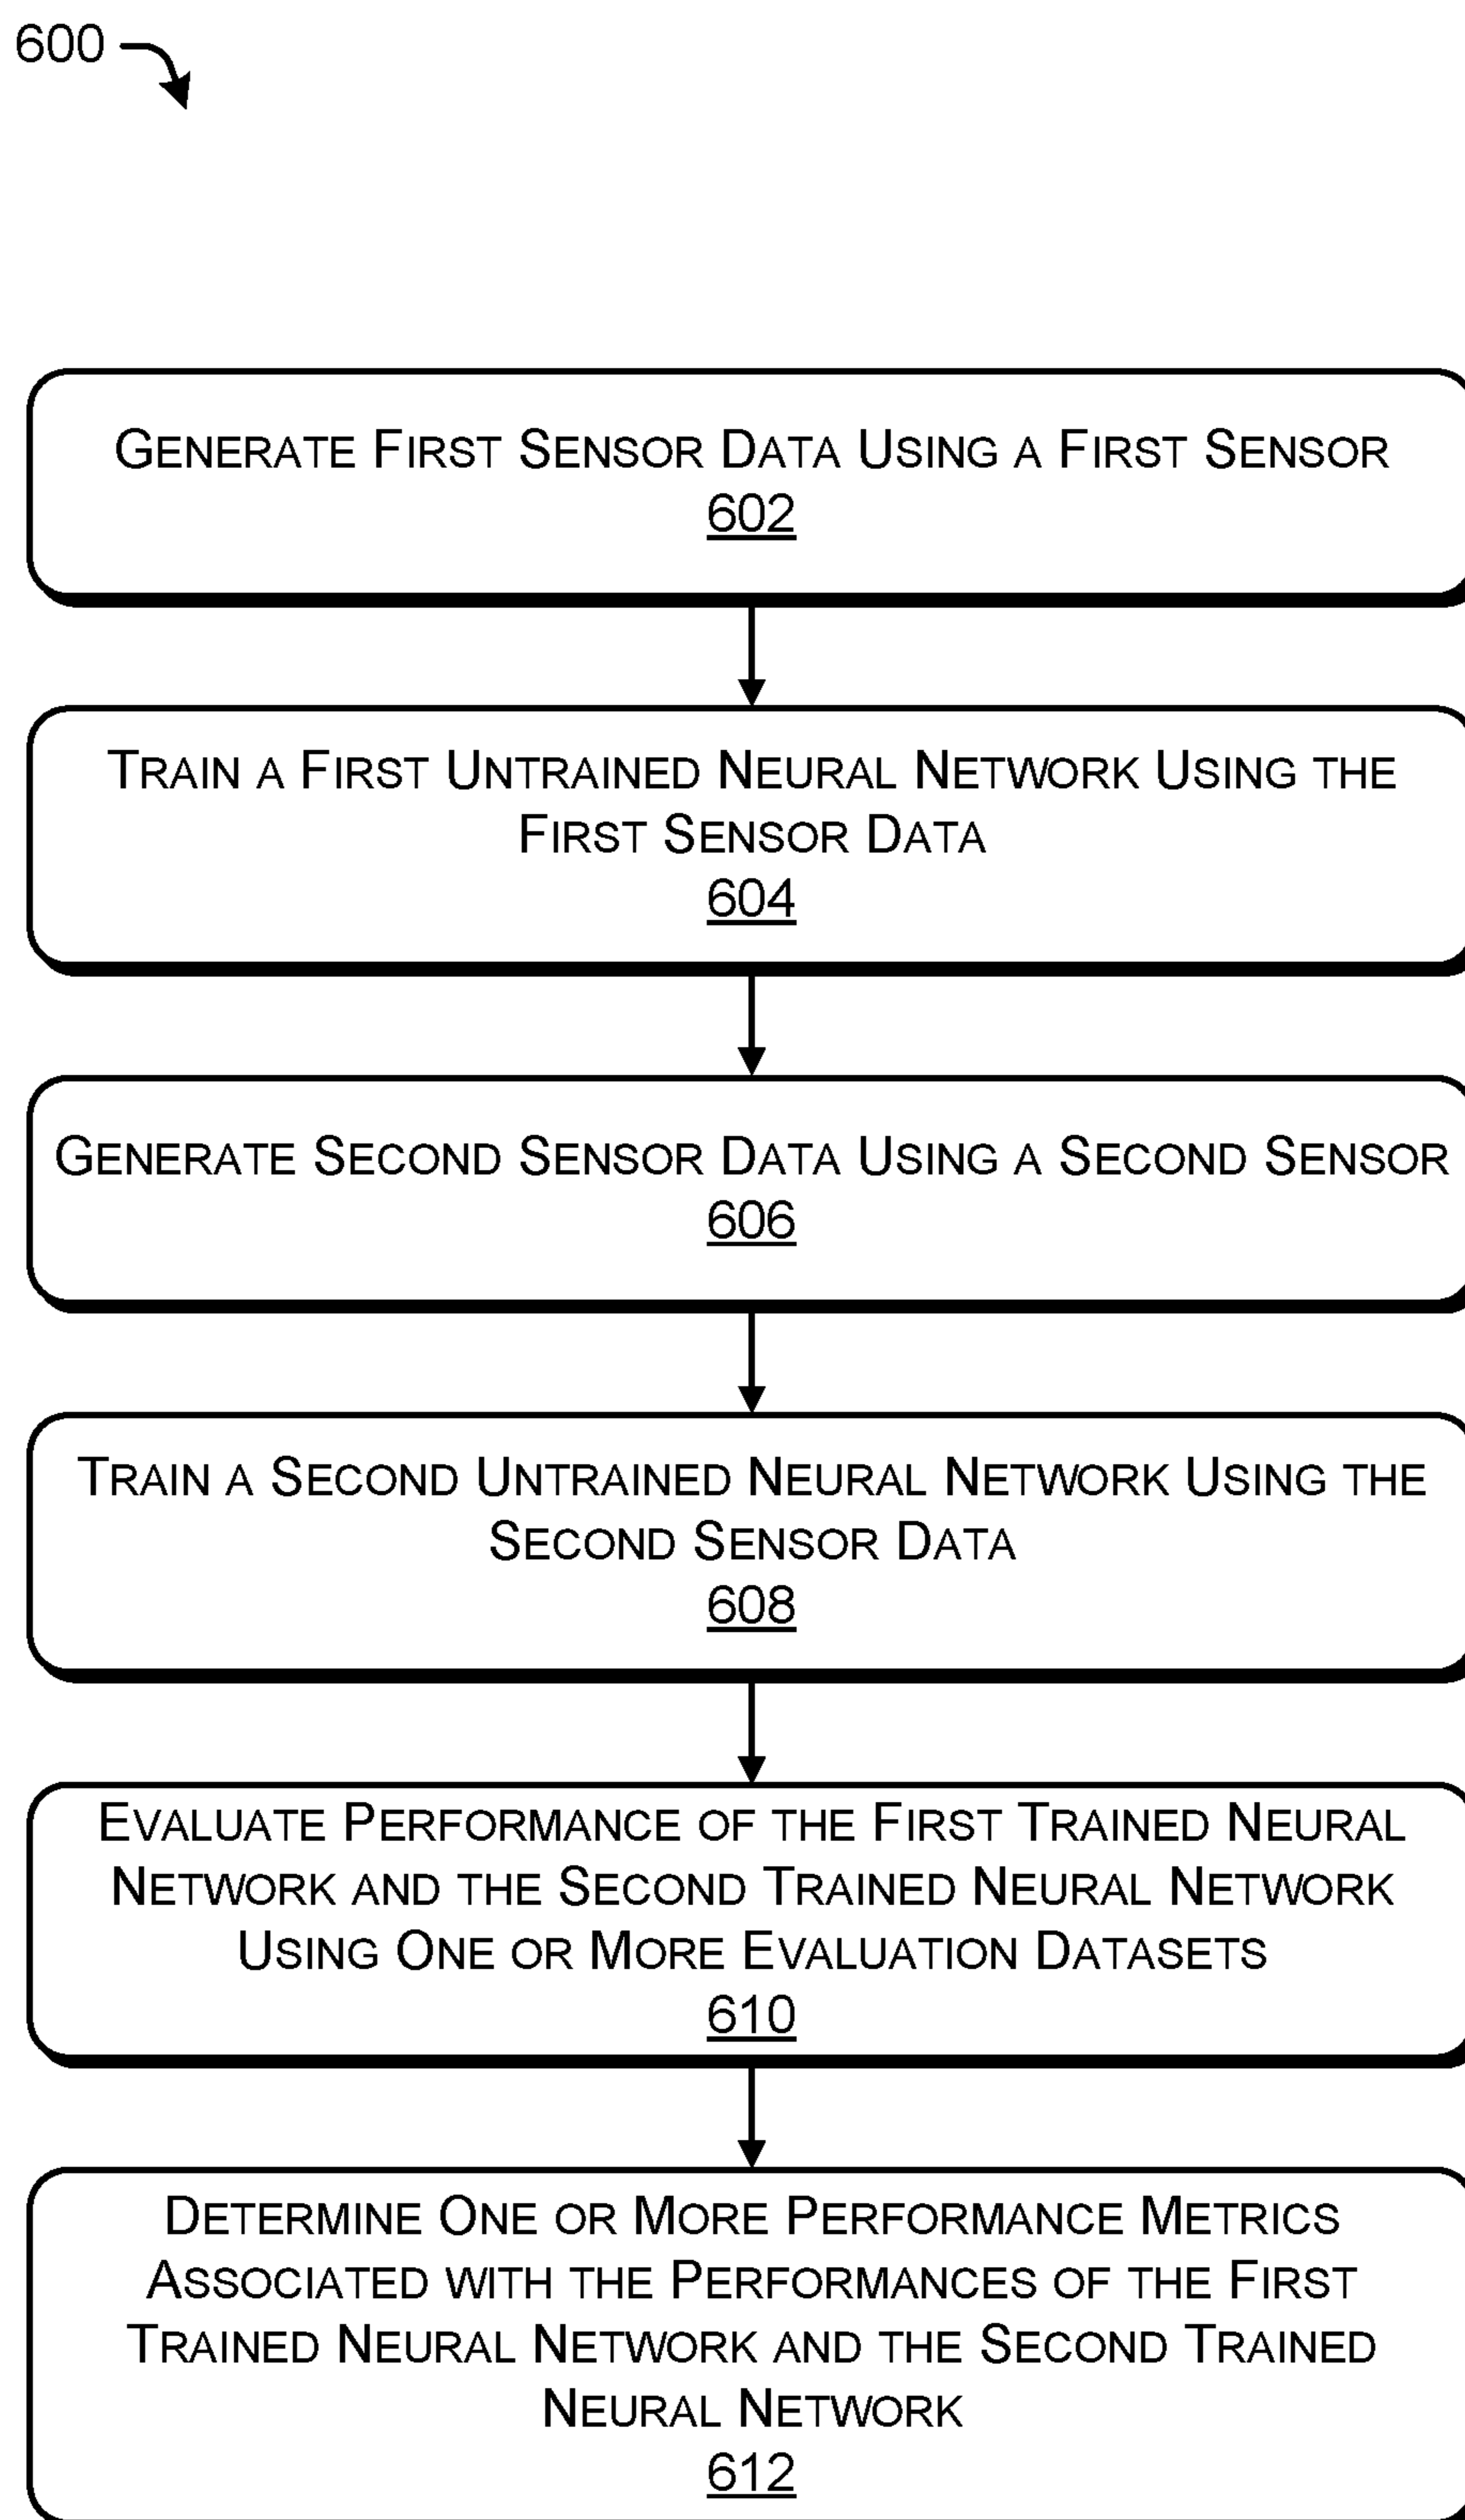 600
Generate First Sensor Data Using a First Sensor
602
Train a First Untrained Neural Network Using the
First Sensor Data
604
Generate Second Sensor Data Using a Second Sensor
606
Train a Second Untrained Neural Network Using the
Second Sensor Data
608
Evaluate Performance of the First Trained Neural
Network and the Second Trained Neural Network
Using One or More Evaluation Datasets
610
Determine One or More Performance Metrics
Associated with the Performances of the First
Trained Neural Network and the Second Trained
Neural Network
612